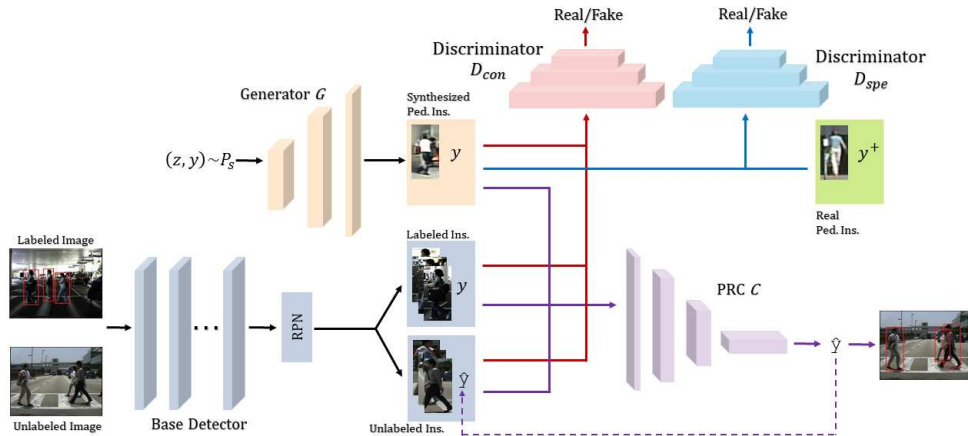 Real/Fake
Real/Fake
Discriminator
D_con
Discriminator
D_spe
Generator G
Synthesized
Ped. Ins.
y
(z, y)~P_s
y⁺
Real
Ped. Ins.
Labeled Image
Labeled Ins.
y
RPN
PRC C
ŷ
ŷ
Unlabeled Image
Base Detector
Unlabeled Ins.